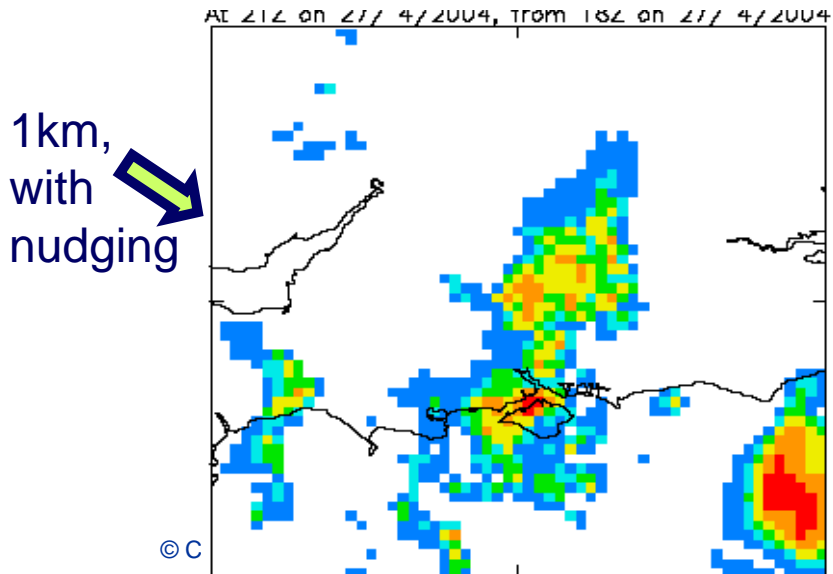 At 21Z on 27/ 4/2004, from 18Z on 27/ 4/2004
1km,
with
nudging
© C